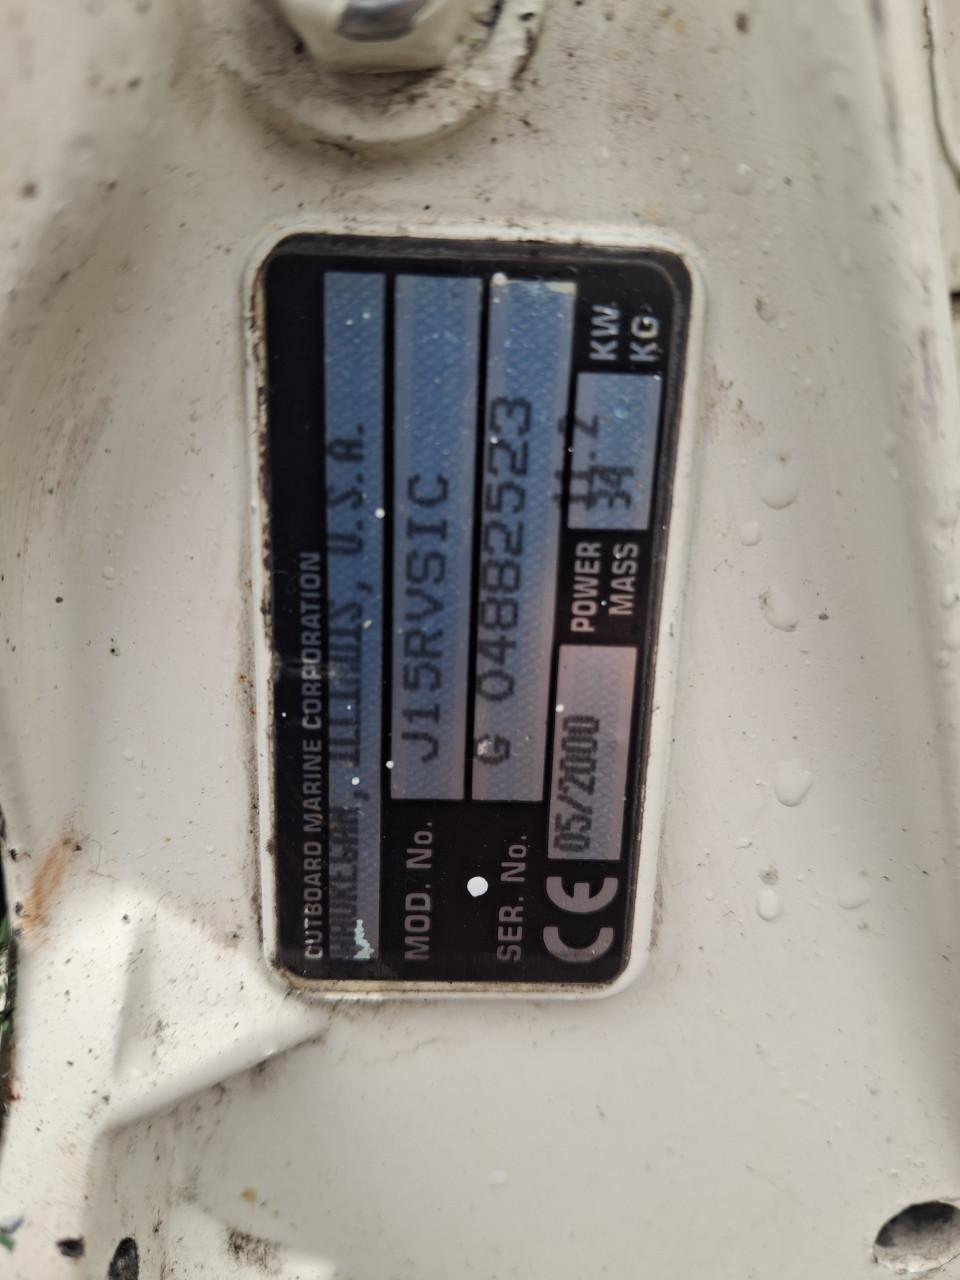 OUTBOARD MARINE CORPORATION
WAUKEGAN, ILLINOIS, U.S.A.
MOD. No. J15RVSIC
SER. No. G 04882523
CE 05/2000 POWER 11.2 KW
MASS 34 KG